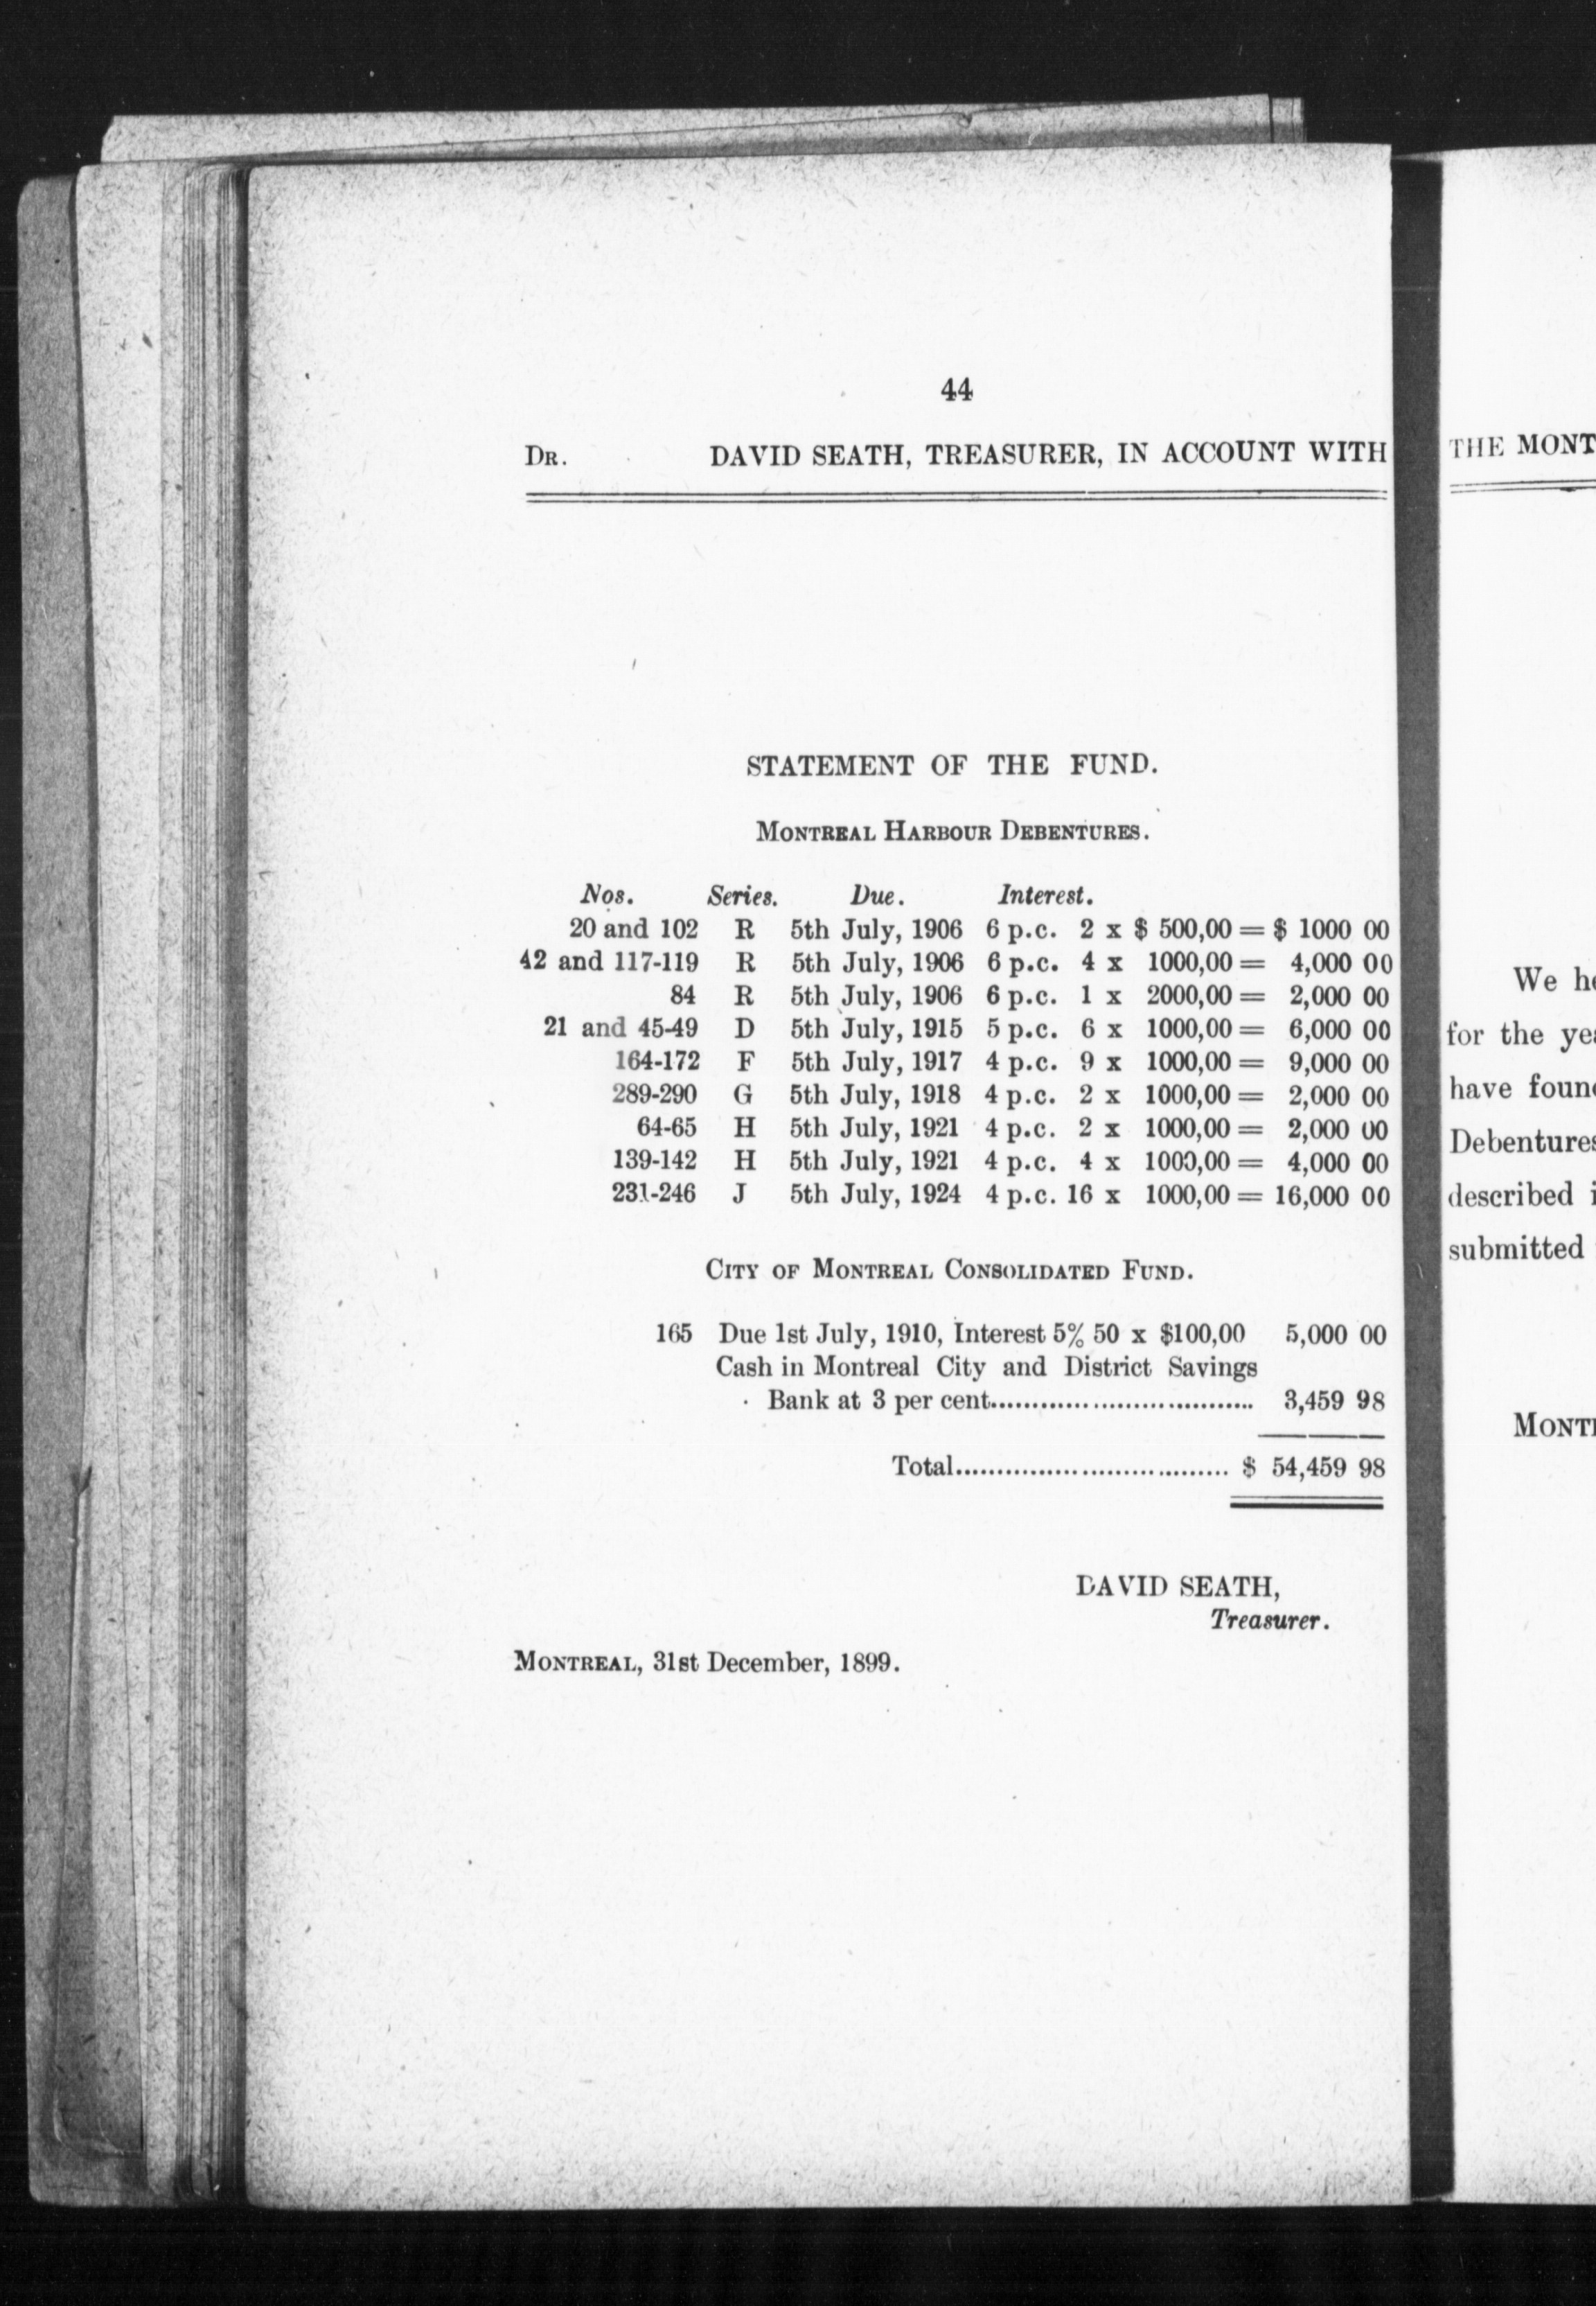 44
DR. DAVID SEATH, TREASURER, IN ACCOUNT WITH
STATEMENT OF THE FUND.
MONTREAL HARBOUR DEBENTURES.
Nos. Series. Due. Interest.
20 and 102 R 5th July, 1906 6 p.c. 2 x $ 500,00 = $ 1000 00
42 and 117-119 R 5th July, 1906 6 p.c. 4 x 1000,00 = 4,000 00
84 R 5th July, 1906 6 p.c. 1 x 2000,00 = 2,000 00
21 and 45-49 D 5th July, 1915 5 p.c. 6 x 1000,00 = 6,000 00
164-172 F 5th July, 1917 4 p.c. 9 x 1000,00 = 9,000 00
289-290 G 5th July, 1918 4 p.c. 2 x 1000,00 = 2,000 00
64-65 H 5th July, 1921 4 p.c. 2 x 1000,00 = 2,000 00
139-142 H 5th July, 1921 4 p.c. 4 x 1000,00 = 4,000 00
231-246 J 5th July, 1924 4 p.c. 16 x 1000,00 = 16,000 00
CITY OF MONTREAL CONSOLIDATED FUND.
165 Due 1st July, 1910, Interest 5% 50 x $100,00 5,000 00
Cash in Montreal City and District Savings
Bank at 3 per cent................................. 3,459 98
Total.................................. $ 54,459 98
DAVID SEATH,
Treasurer.
MONTREAL, 31st December, 1899.
THE MONT
We
for the
have
Debentures
described
submitted
MONT